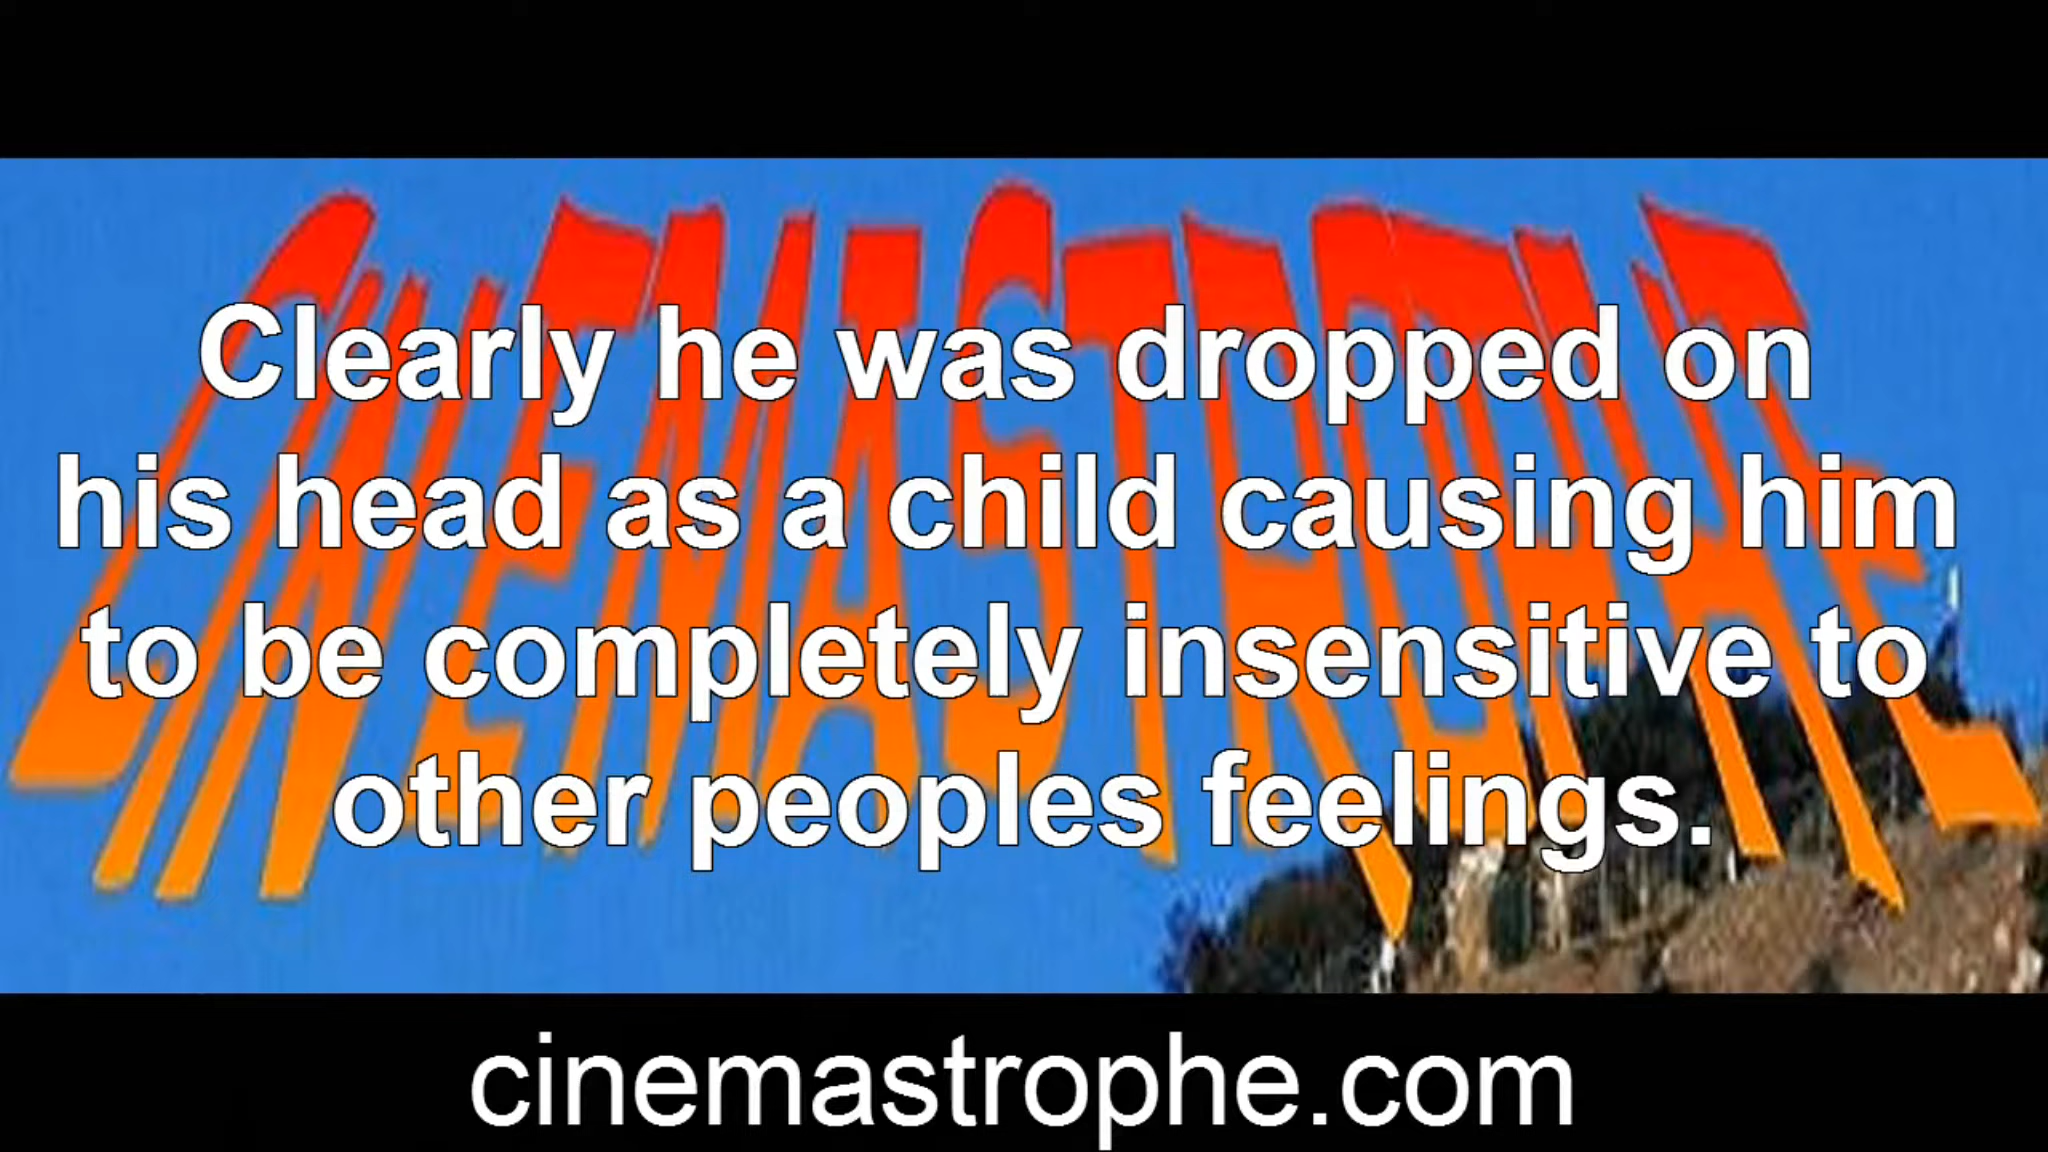 CINEMASTROPHE
Clearly he was dropped on
his head as a child causing him
to be completely insensitive to
other peoples feelings.
cinemastrophe.com